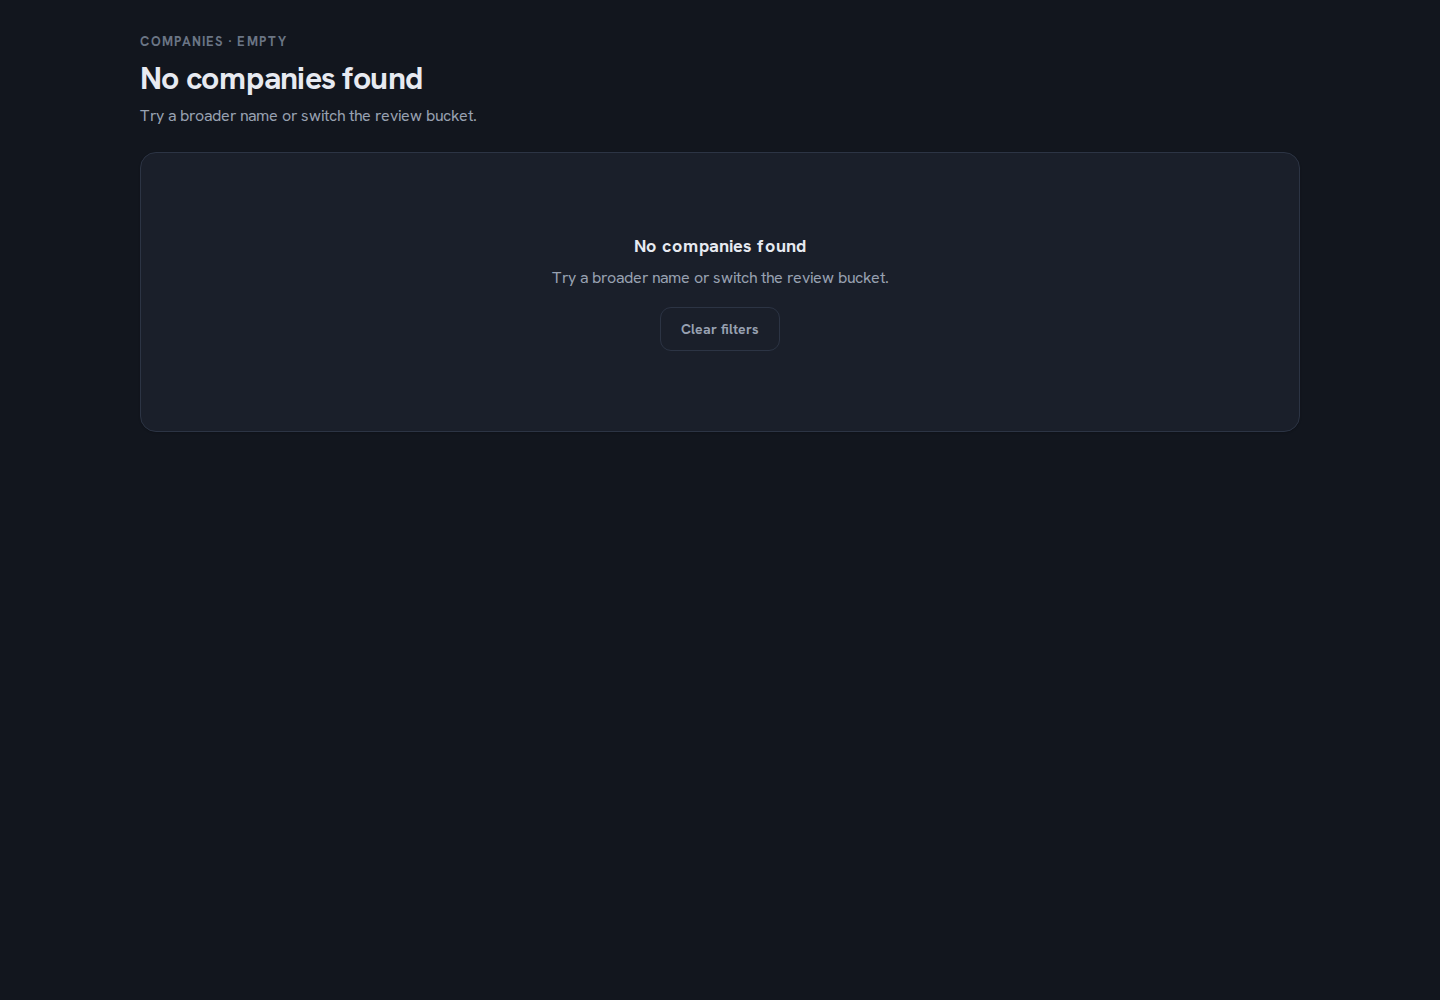 COMPANIES · EMPTY
No companies found
Try a broader name or switch the review bucket.
No companies found
Try a broader name or switch the review bucket.
Clear filters